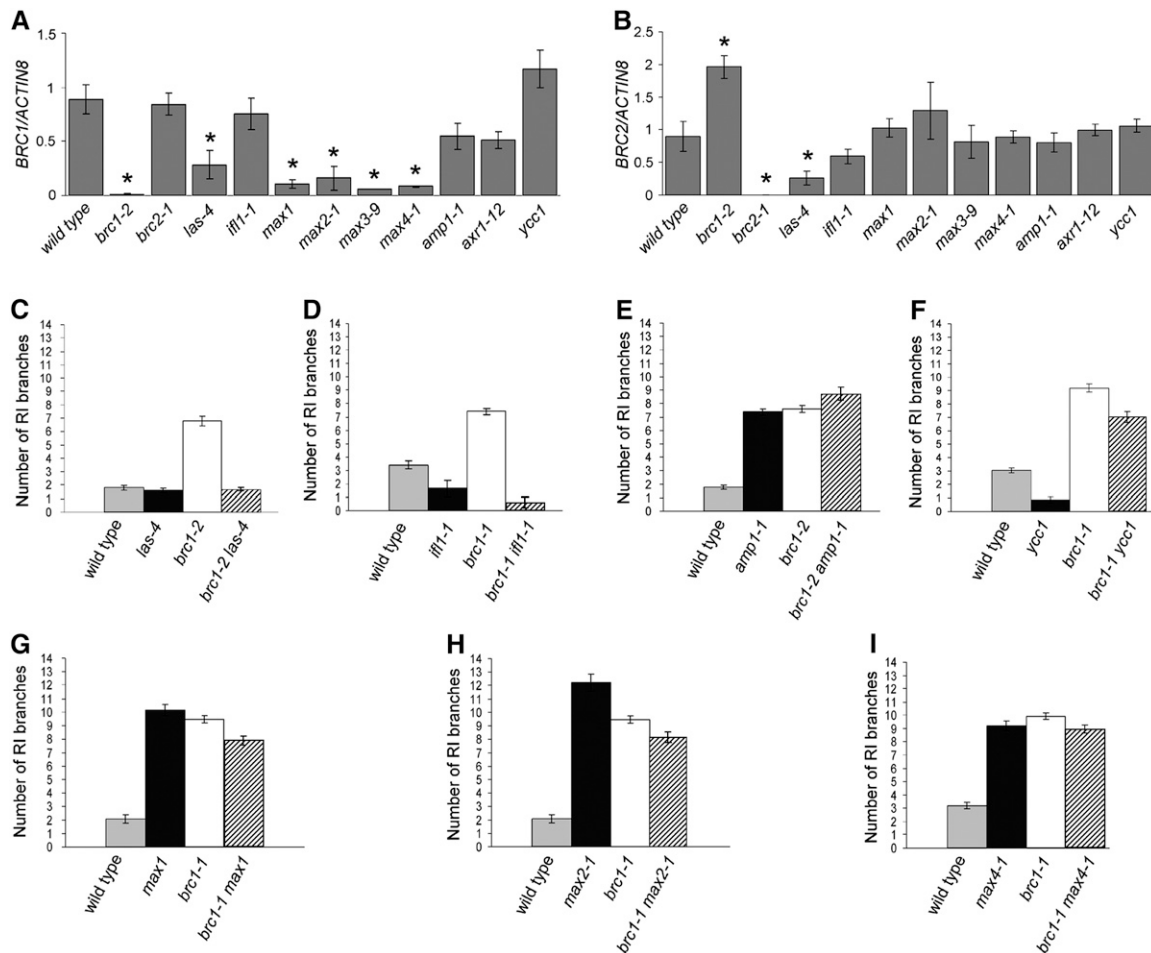 A
BRC1/ACTIN8
1.5
1
0.5
0
*
*
*
*
*
*
wild type
brc1-2
brc2-1
las-4
ifl1-1
max1
max2-1
max3-9
max4-1
amp1-1
axr1-12
ycc1
B
BRC2/ACTIN8
2.5
2
1.5
1
0.5
0
*
*
*
wild type
brc1-2
brc2-1
las-4
ifl1-1
max1
max2-1
max3-9
max4-1
amp1-1
axr1-12
ycc1
C
Number of RI branches
14
13
12
11
10
9
8
7
6
5
4
3
2
1
0
wild type
las-4
brc1-2
brc1-2 las-4
D
Number of RI branches
14
13
12
11
10
9
8
7
6
5
4
3
2
1
0
wild type
ifl1-1
brc1-1
brc1-1 ifl1-1
E
Number of RI branches
14
13
12
11
10
9
8
7
6
5
4
3
2
1
0
wild type
amp1-1
brc1-2
brc1-2 amp1-1
F
Number of RI branches
14
13
12
11
10
9
8
7
6
5
4
3
2
1
0
wild type
ycc1
brc1-1
brc1-1 ycc1
G
Number of RI branches
14
13
12
11
10
9
8
7
6
5
4
3
2
1
0
wild type
max1
brc1-1
brc1-1 max1
H
Number of RI branches
14
13
12
11
10
9
8
7
6
5
4
3
2
1
0
wild type
max2-1
brc1-1
brc1-1 max2-1
I
Number of RI branches
14
13
12
11
10
9
8
7
6
5
4
3
2
1
0
wild type
max4-1
brc1-1
brc1-1 max4-1